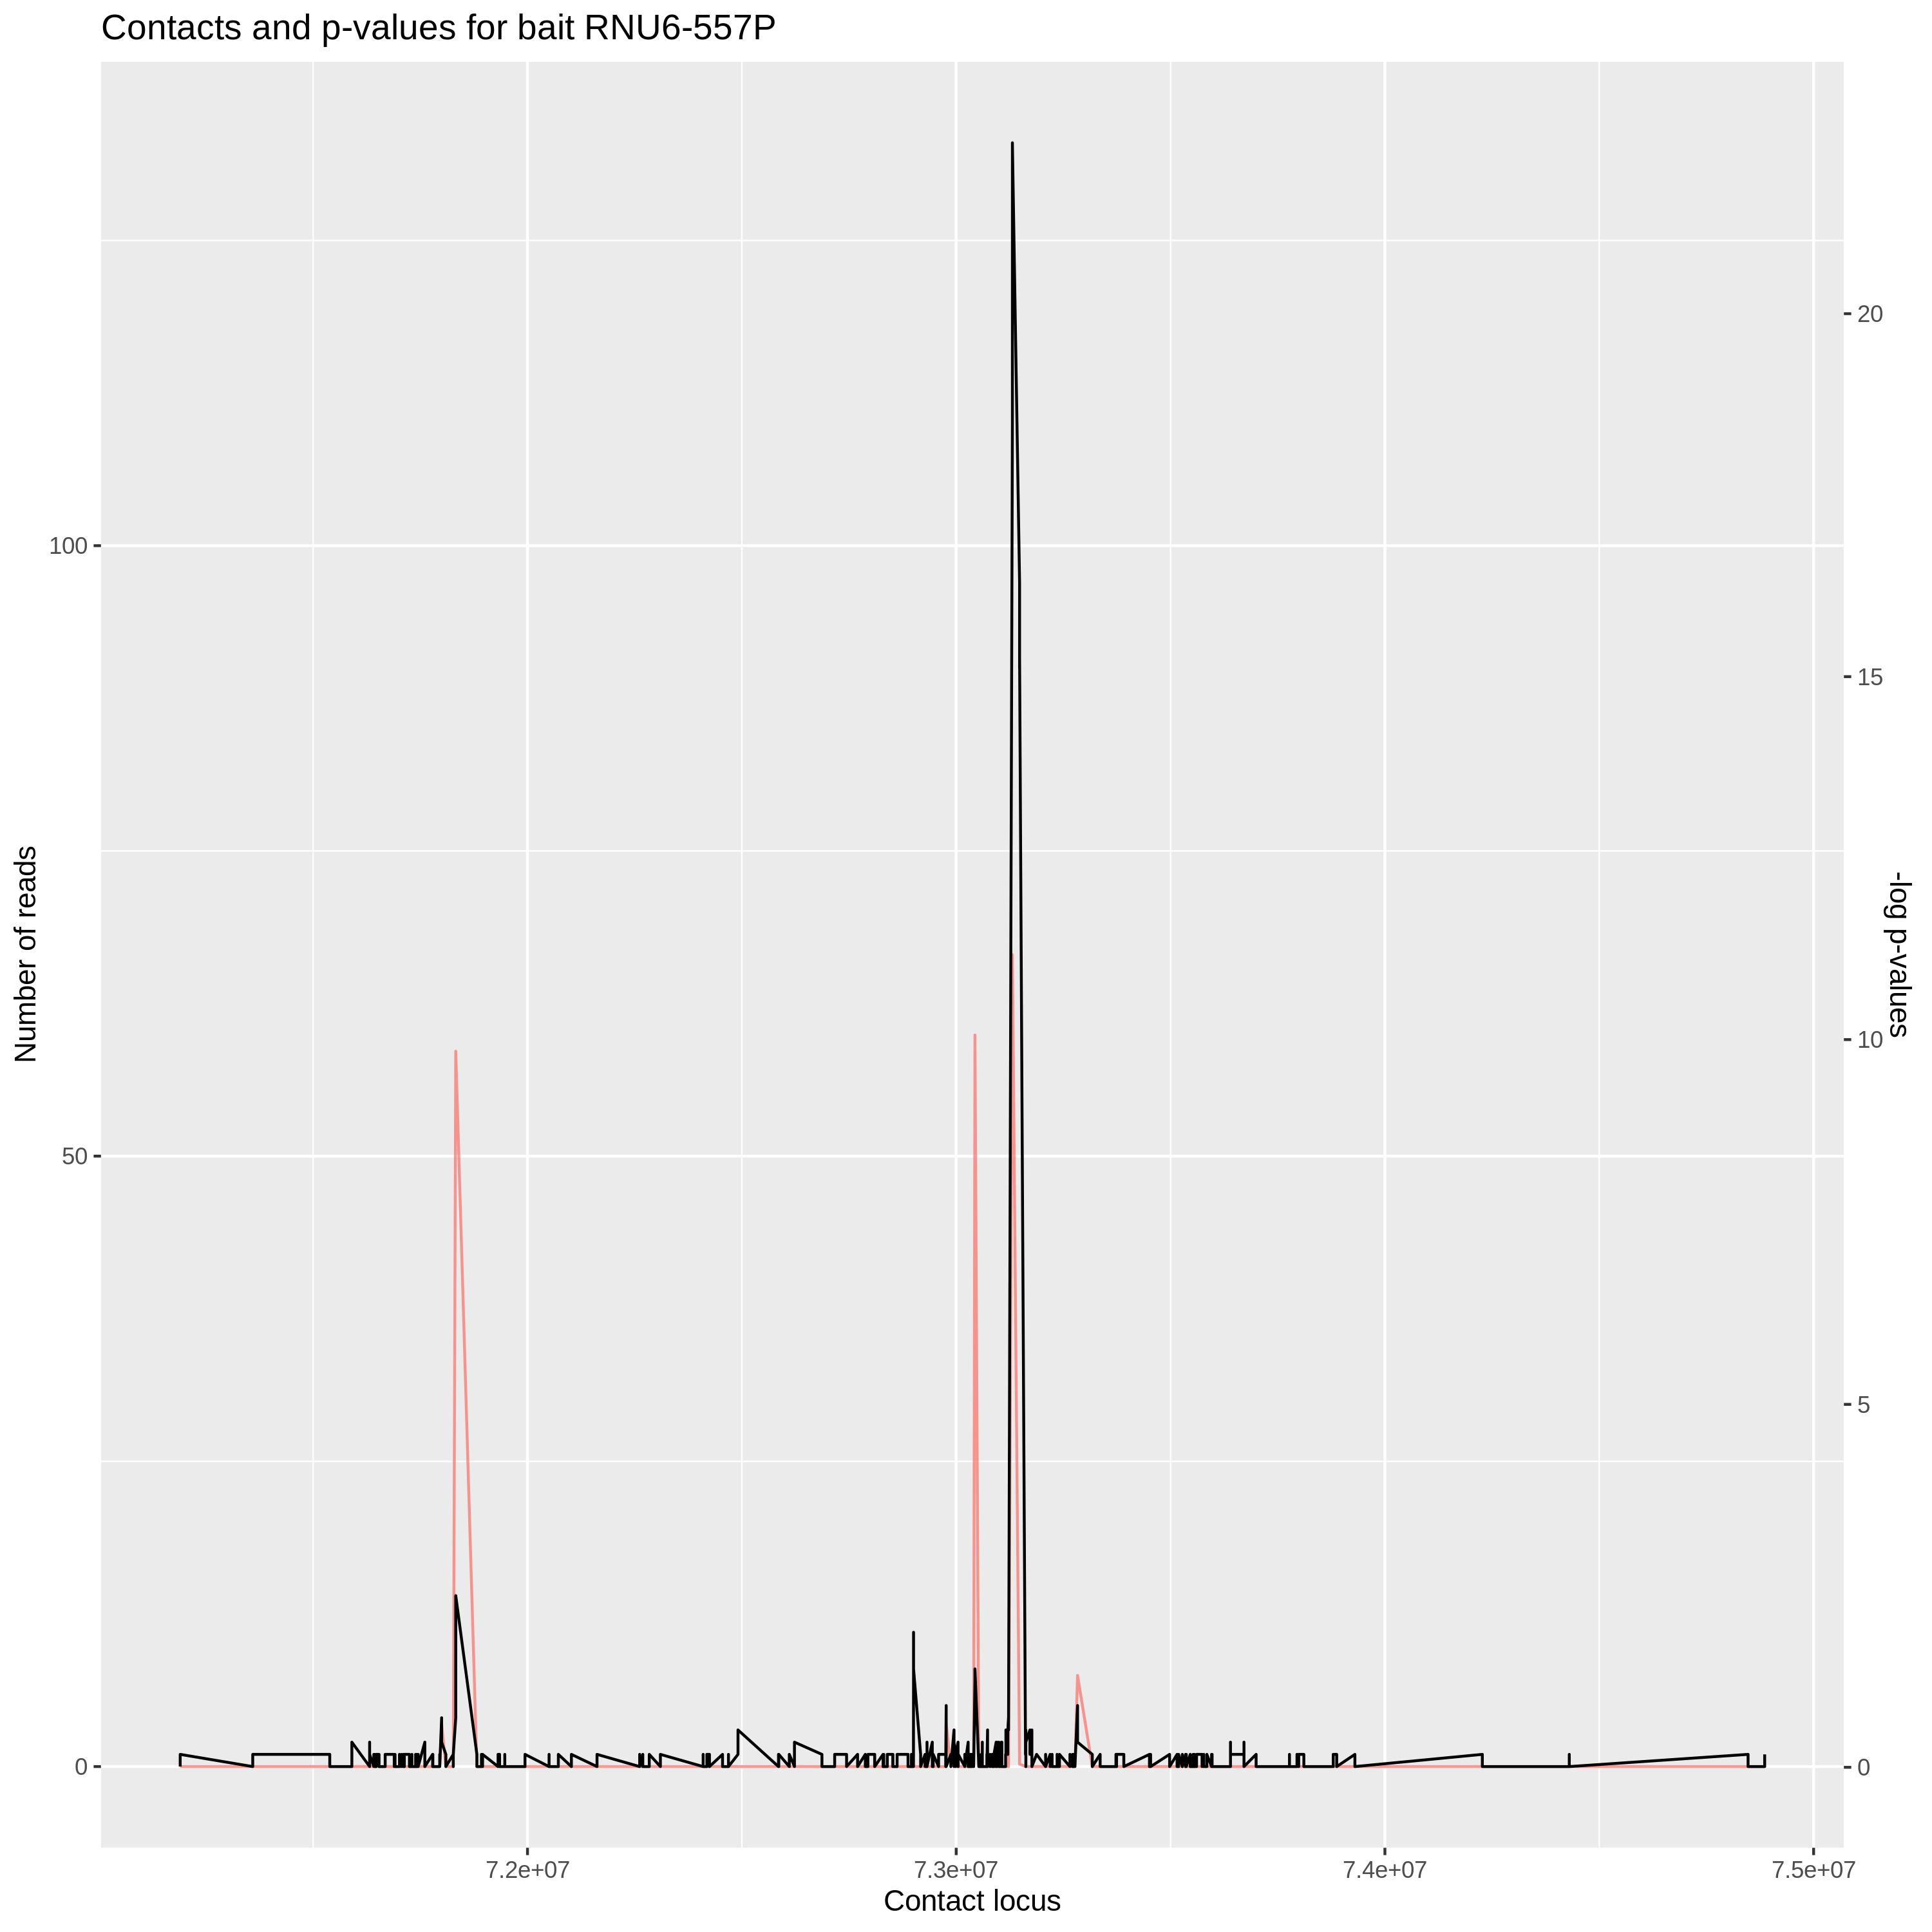 Contacts and p-values for bait RNU6-557P
Number of reads
100
50
0
20
15
10
5
0
-log p-values
7.2e+07
7.3e+07
7.4e+07
7.5e+07
Contact locus